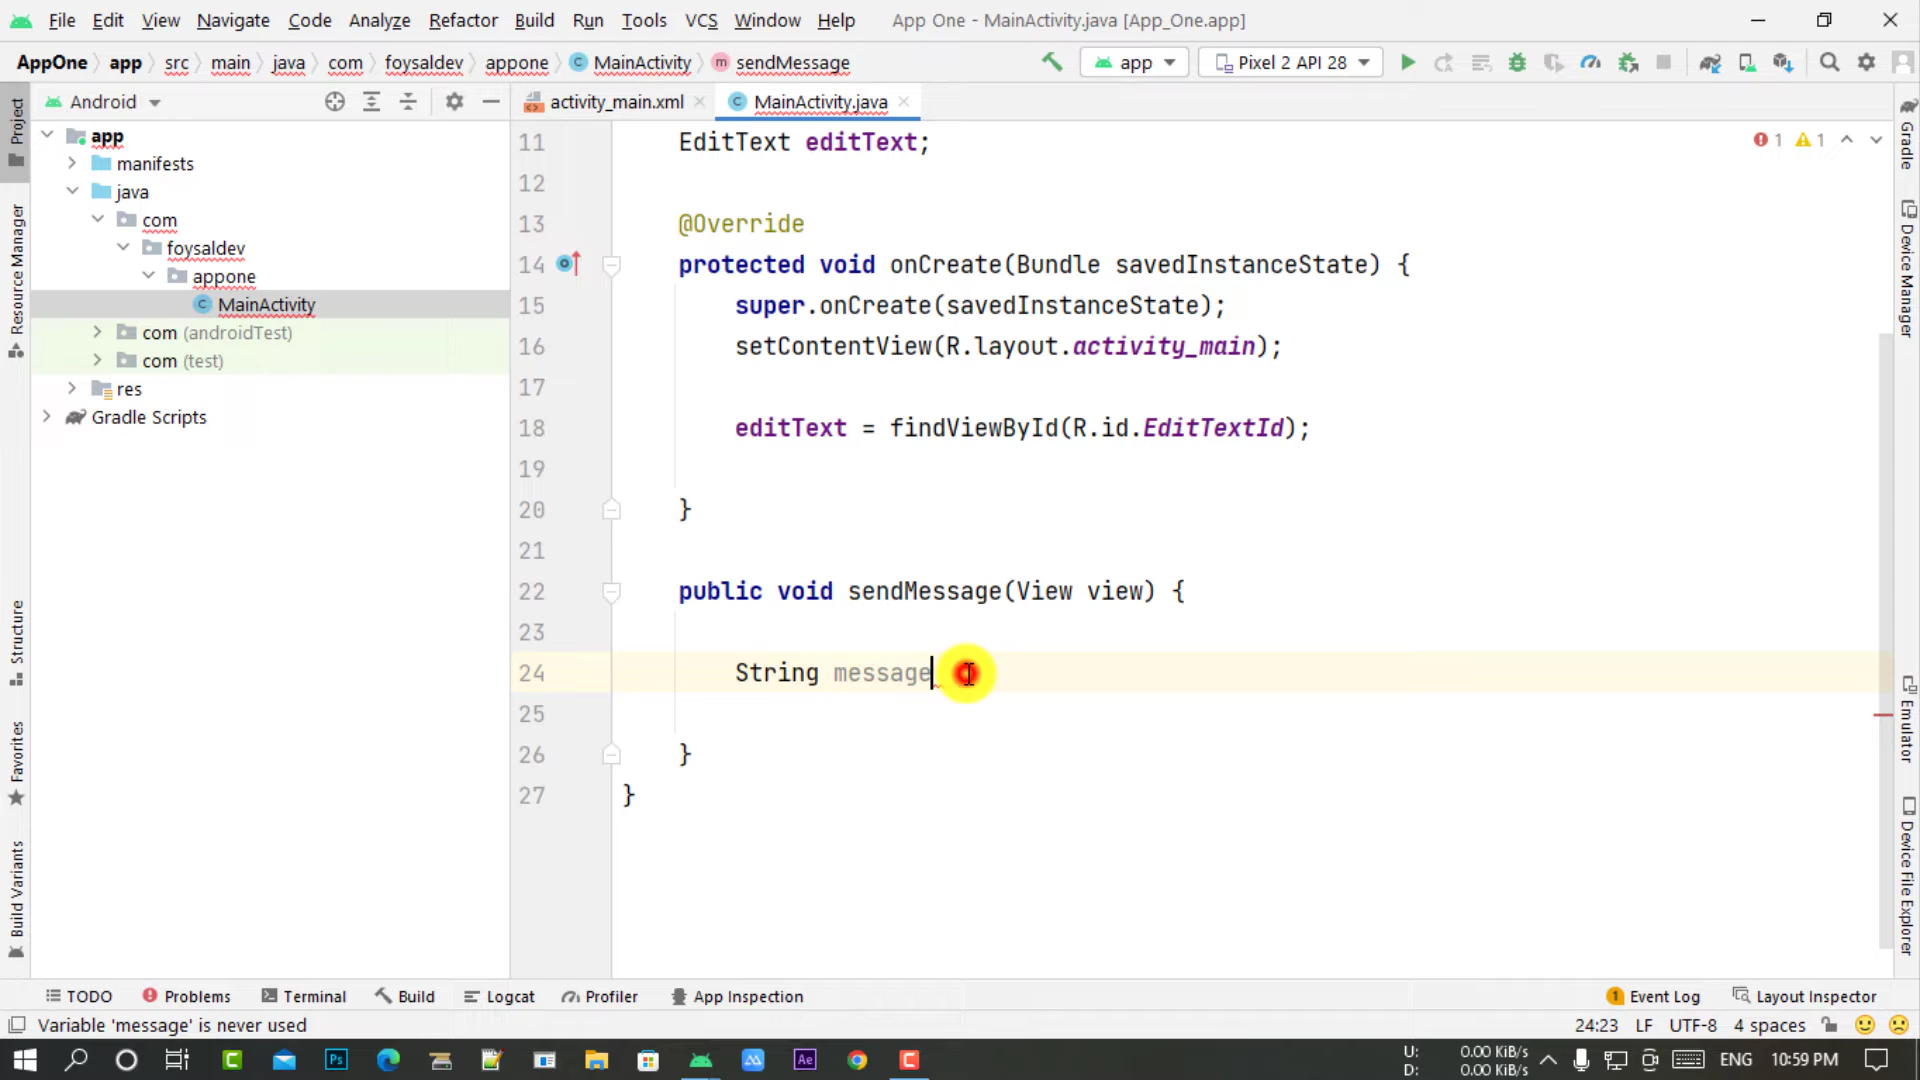 File Edit View Navigate Code Analyze Refactor Build Run Tools VCS Window Help App One - MainActivity.java [App_One.app]
AppOne app src main java com foysaldev appone MainActivity sendMessage app Pixel 2 API 28
Android
activity_main.xml MainActivity.java
Project
Resource Manager
Structure
Favorites
Build Variants
app
manifests
java
com
foysaldev
appone
MainActivity
com (androidTest)
com (test)
res
Gradle Scripts
1 1
11 EditText editText;
12
13 @Override
14 protected void onCreate(Bundle savedInstanceState) {
15 super.onCreate(savedInstanceState);
16 setContentView(R.layout.activity_main);
17
18 editText = findViewById(R.id.EditTextId);
19
20 }
21
22 public void sendMessage(View view) {
23
24 String message
25
26 }
27 }
Gradle
Device Manager
Emulator
Device File Explorer
TODO Problems Terminal Build Logcat Profiler App Inspection 1 Event Log Layout Inspector
Variable 'message' is never used 24:23 LF UTF-8 4 spaces
C Ps Ae C U: 0.00 KiB/s ENG 10:59 PM
D: 0.00 KiB/s